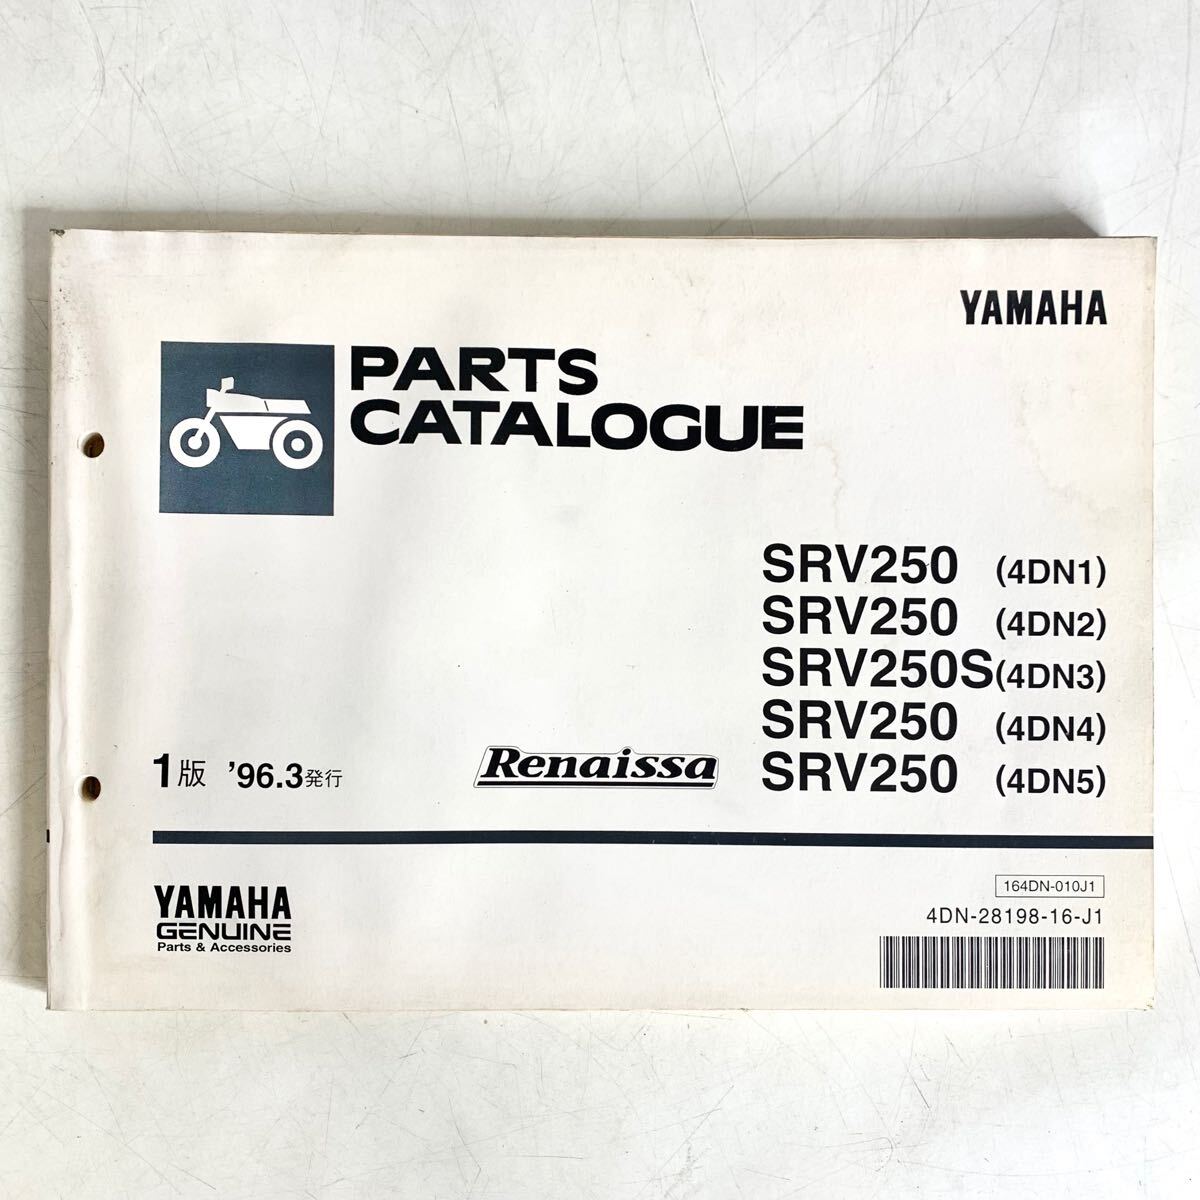 YAMAHA
PARTS
CATALOGUE
SRV250 (4DN1)
SRV250 (4DN2)
SRV250S(4DN3)
SRV250 (4DN4)
1版 '96.3発行 Renaissa SRV250 (4DN5)
164DN-010J1
4DN-28198-16-J1
YAMAHA
GENUINE
Parts & Accessories